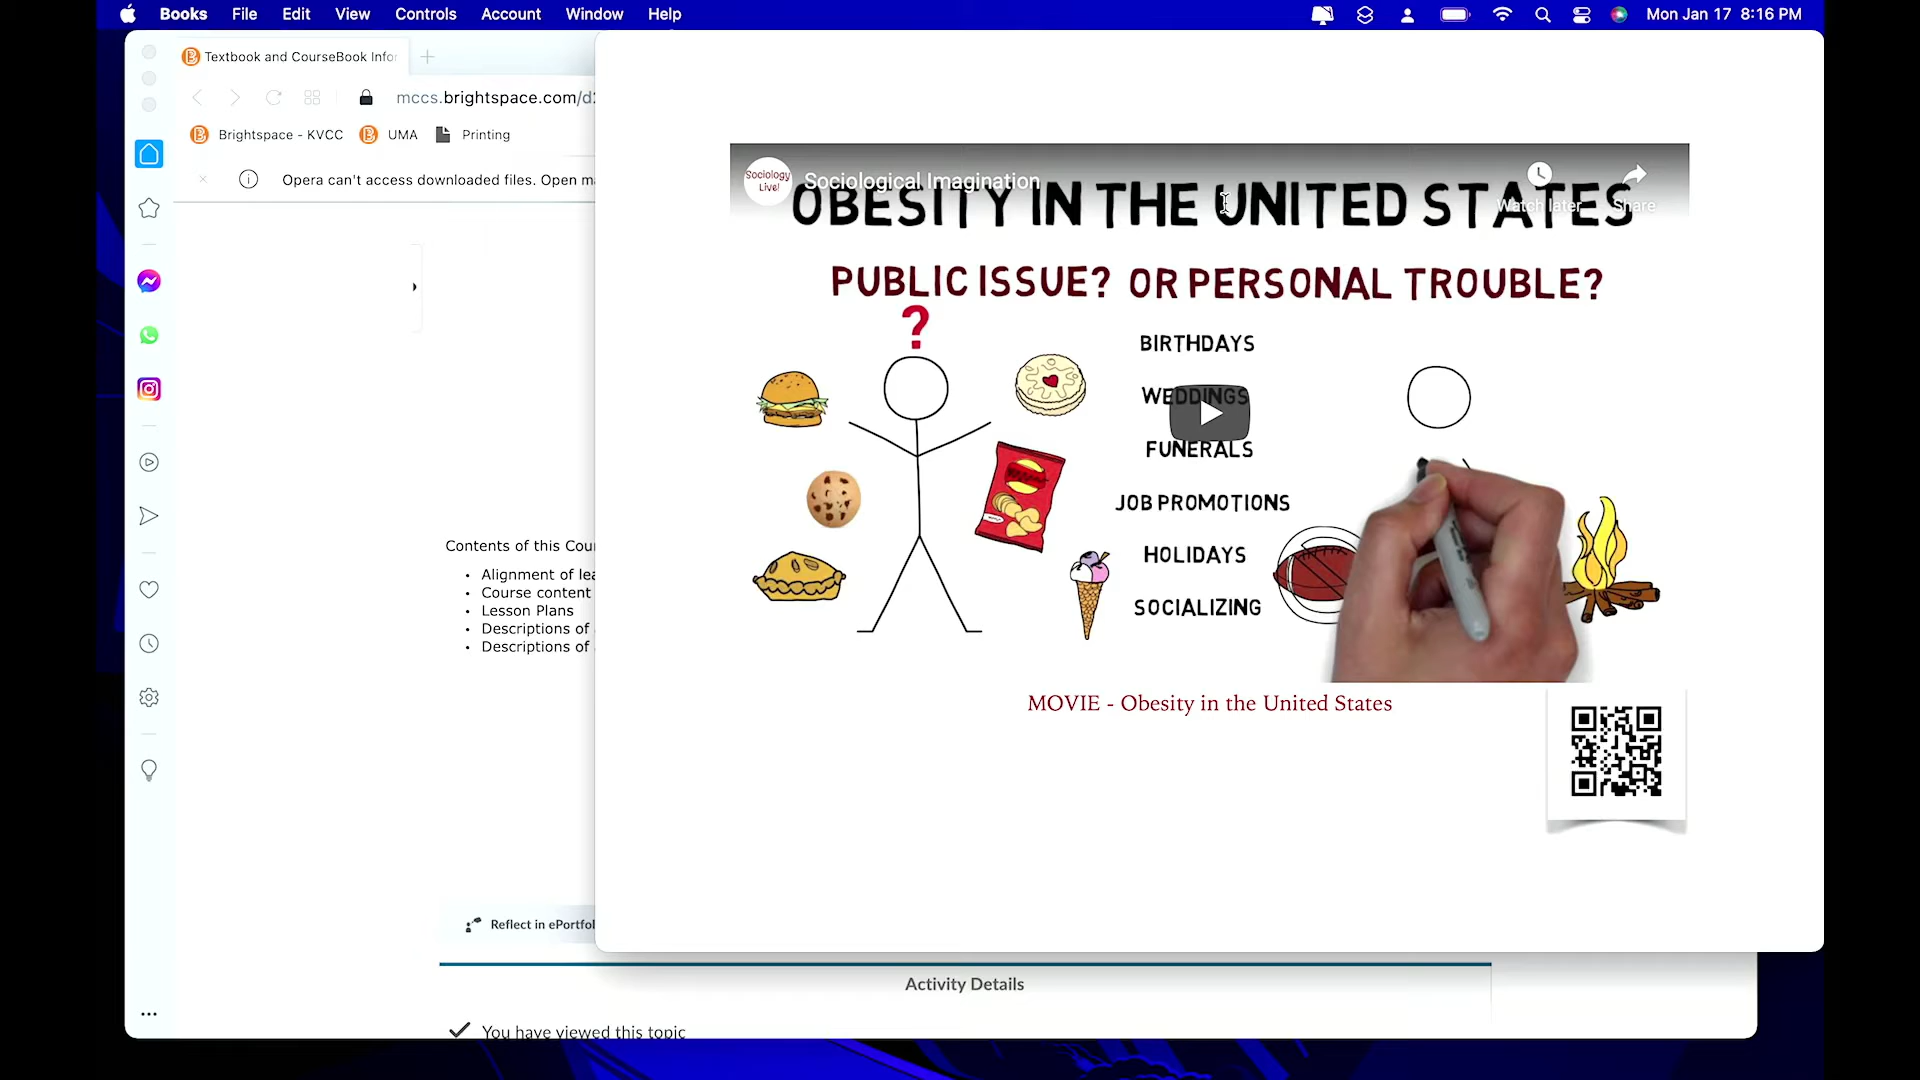 Books File Edit View Controls Account Window Help
Mon Jan 17 8:16 PM
Textbook and CourseBook Infor
mccs.brightspace.com/d2
Brightspace - KVCC UMA Printing
Opera can't access downloaded files. Open ma
Contents of this Cour
• Alignment of lea
• Course content
• Lesson Plans
• Descriptions of
• Descriptions of
Reflect in ePortfol
Activity Details
You have viewed this topic
Sociology
Live!
Sociological Imagination
Watch later
Share
OBESITY IN THE UNITED STATES
PUBLIC ISSUE? OR PERSONAL TROUBLE?
?
BIRTHDAYS
WEDDINGS
FUNERALS
JOB PROMOTIONS
HOLIDAYS
SOCIALIZING
MOVIE - Obesity in the United States